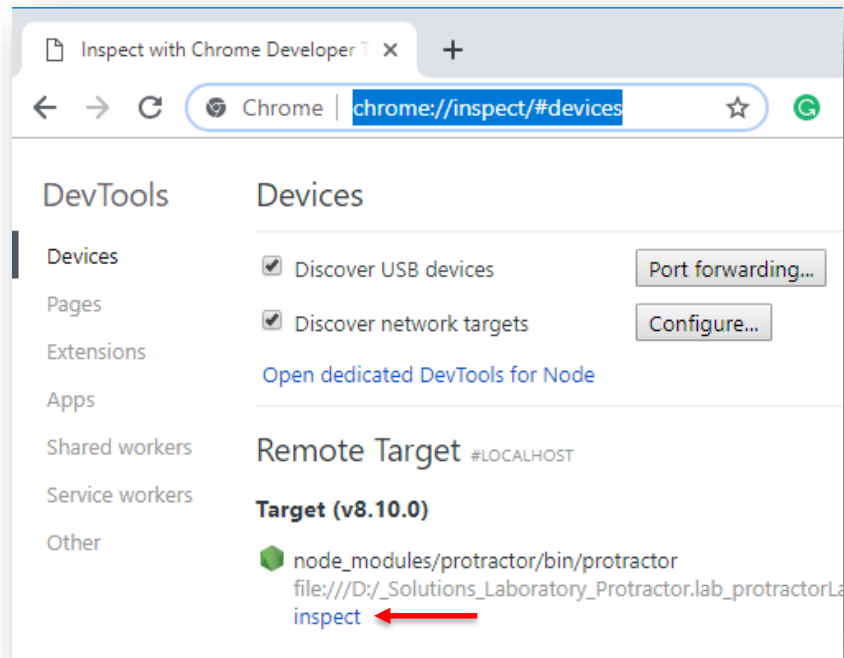 Inspect with Chrome Developer T
Chrome | chrome://inspect/#devices
DevTools
Devices
Pages
Extensions
Apps
Shared workers
Service workers
Other
Devices
Discover USB devices Port forwarding...
Discover network targets Configure...
Open dedicated DevTools for Node
Remote Target #LOCALHOST
Target (v8.10.0)
node_modules/protractor/bin/protractor
file:///D:/_Solutions_Laboratory_Protractor.lab_protractorLa
inspect